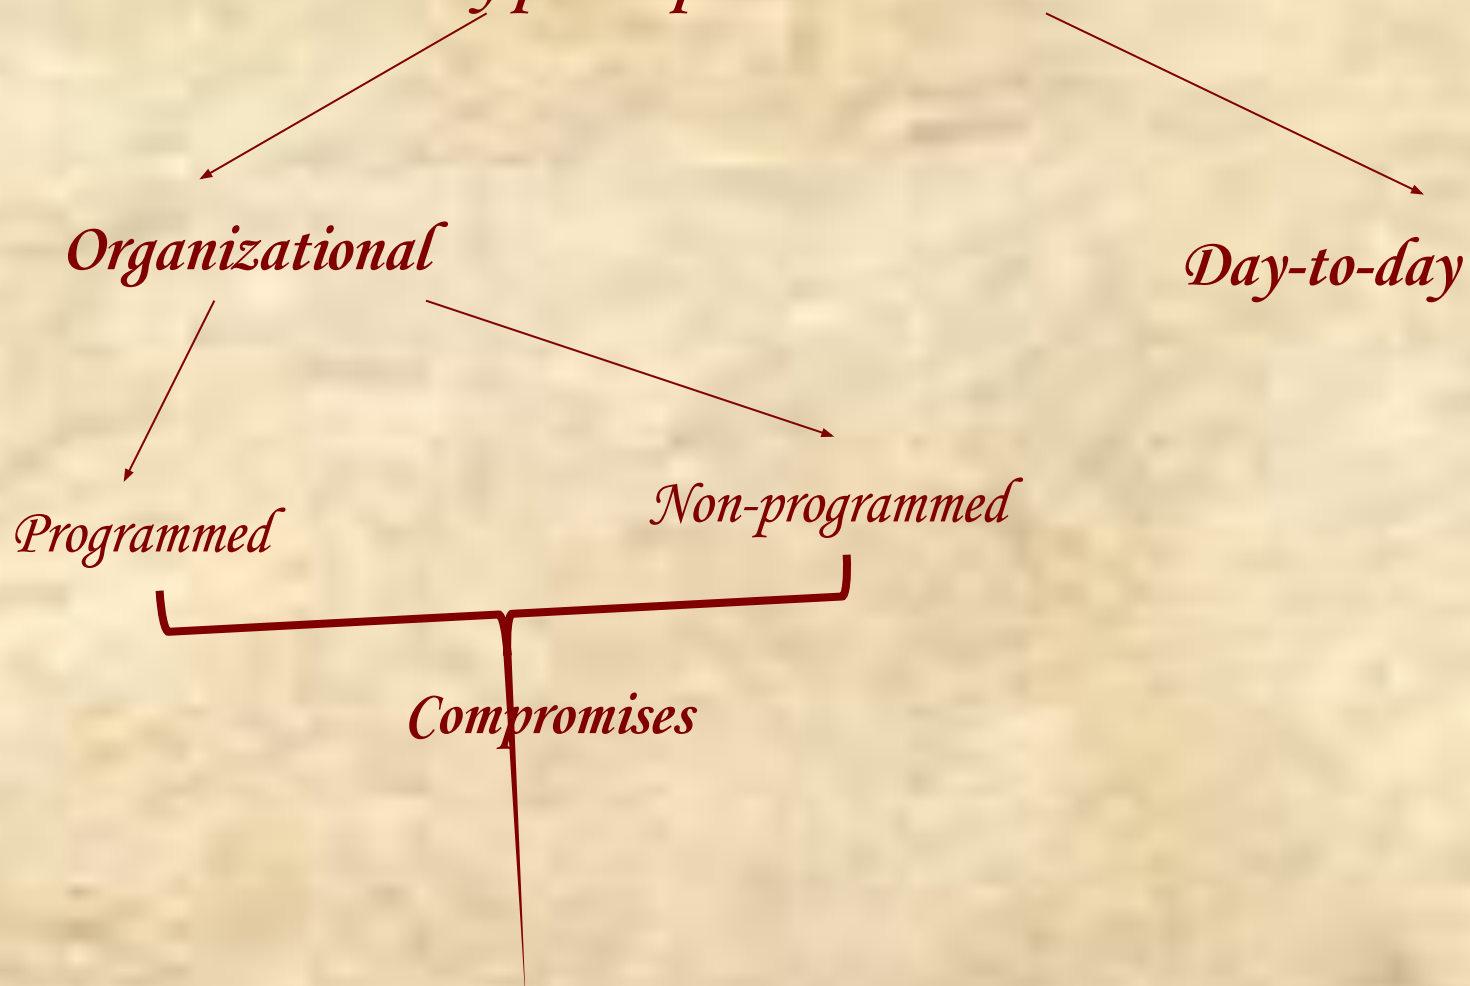 Organizational
Day-to-day
Non-programmed
Programmed
Compromises